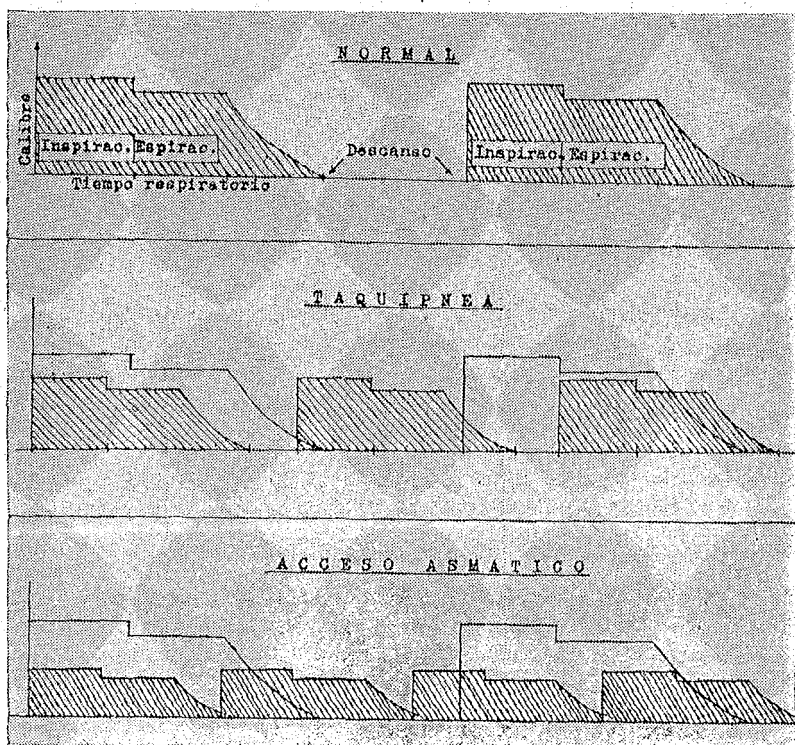 NORMAL
Calibre
Inspirac. Espirac.
Descanso
Inspirac. Espirac.
Tiempo respiratorio
TAQUIPNEA
ACCESO ASMATICO